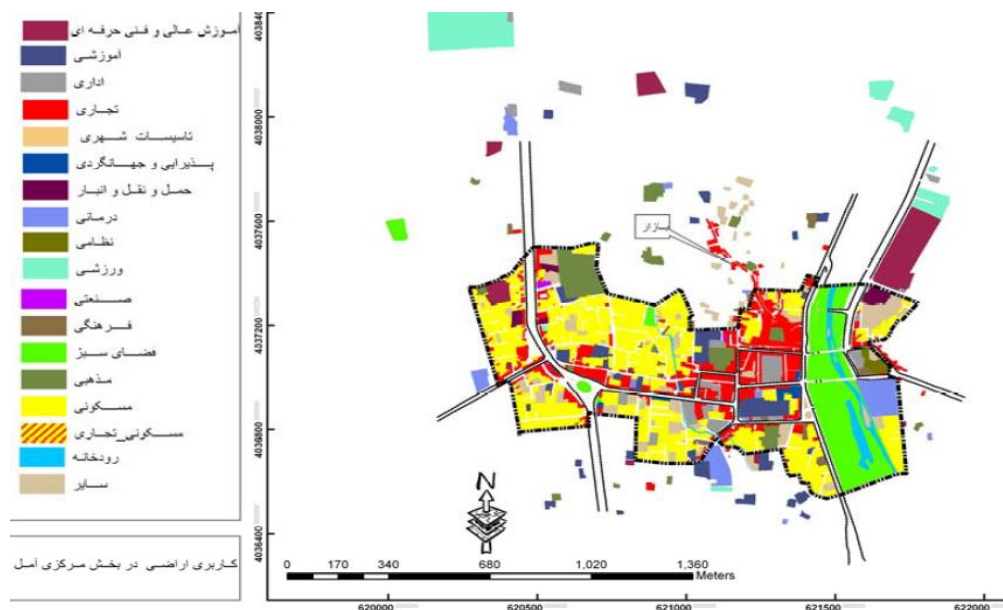 آموزش عالی و فنی حرفه ای
آموزشی
اداری
تجاری
تاسیسات شهری
پذیرایی و جهانگردی
حمل و نقل و انبار
درمانی
نظامی
ورزشی
صنعتی
فرهنگی
فضای سبز
مذهبی
مسکونی
مسکونی_تجاری
رودخانه
سایر
کاربری اراضی در بخش مرکزی آمل
4038400
4038000
4037600
4037200
4036800
4036400
بازار
N
0 170 340 680 1,020 1,360
Meters
620000 620500 621000 621500 622000